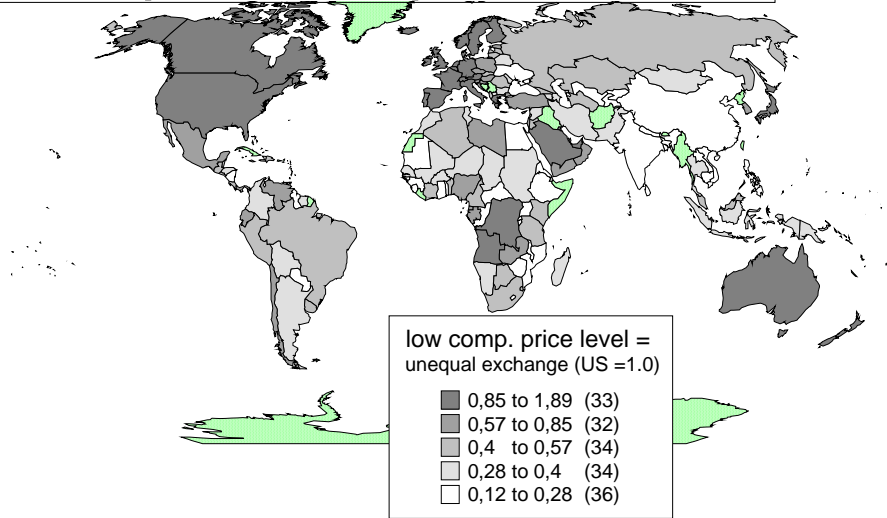 low comp. price level =
unequal exchange (US =1.0)
0,85 to 1,89 (33)
0,57 to 0,85 (32)
0,4 to 0,57 (34)
0,28 to 0,4 (34)
0,12 to 0,28 (36)